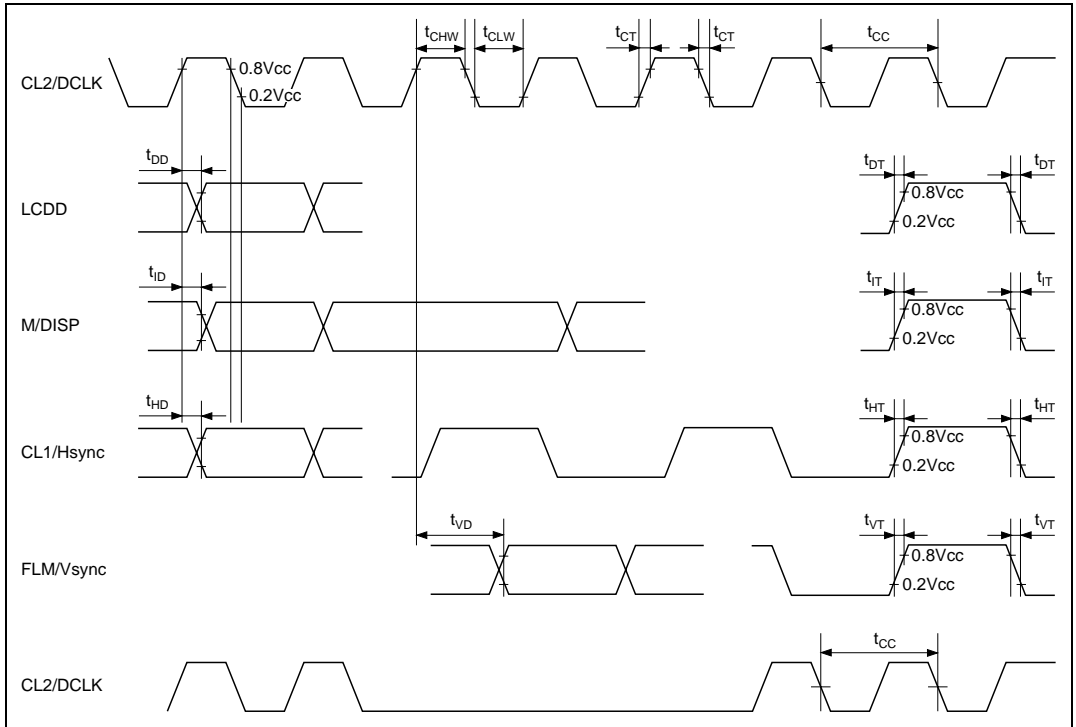 tCHW tCLW tCT tCT tCC
CL2/DCLK 0.8Vcc
0.2Vcc
tDD tDT tDT
LCDD 0.8Vcc
0.2Vcc
tID tIT tIT
M/DISP 0.8Vcc
0.2Vcc
tHD tHT tHT
CL1/Hsync 0.8Vcc
0.2Vcc
tVD tVT tVT
FLM/Vsync 0.8Vcc
0.2Vcc
tCC
CL2/DCLK